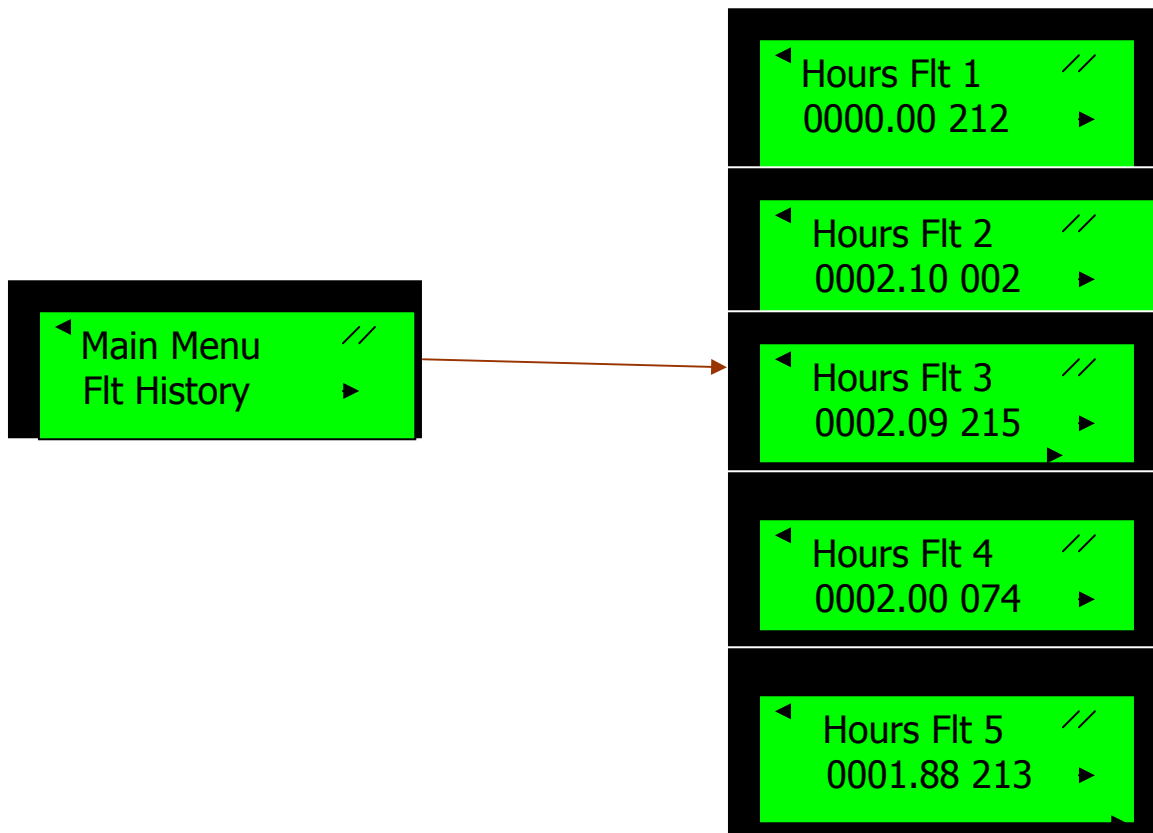 Main Menu
Flt History
Hours Flt 1
0000.00 212
Hours Flt 2
0002.10 002
Hours Flt 3
0002.09 215
Hours Flt 4
0002.00 074
Hours Flt 5
0001.88 213